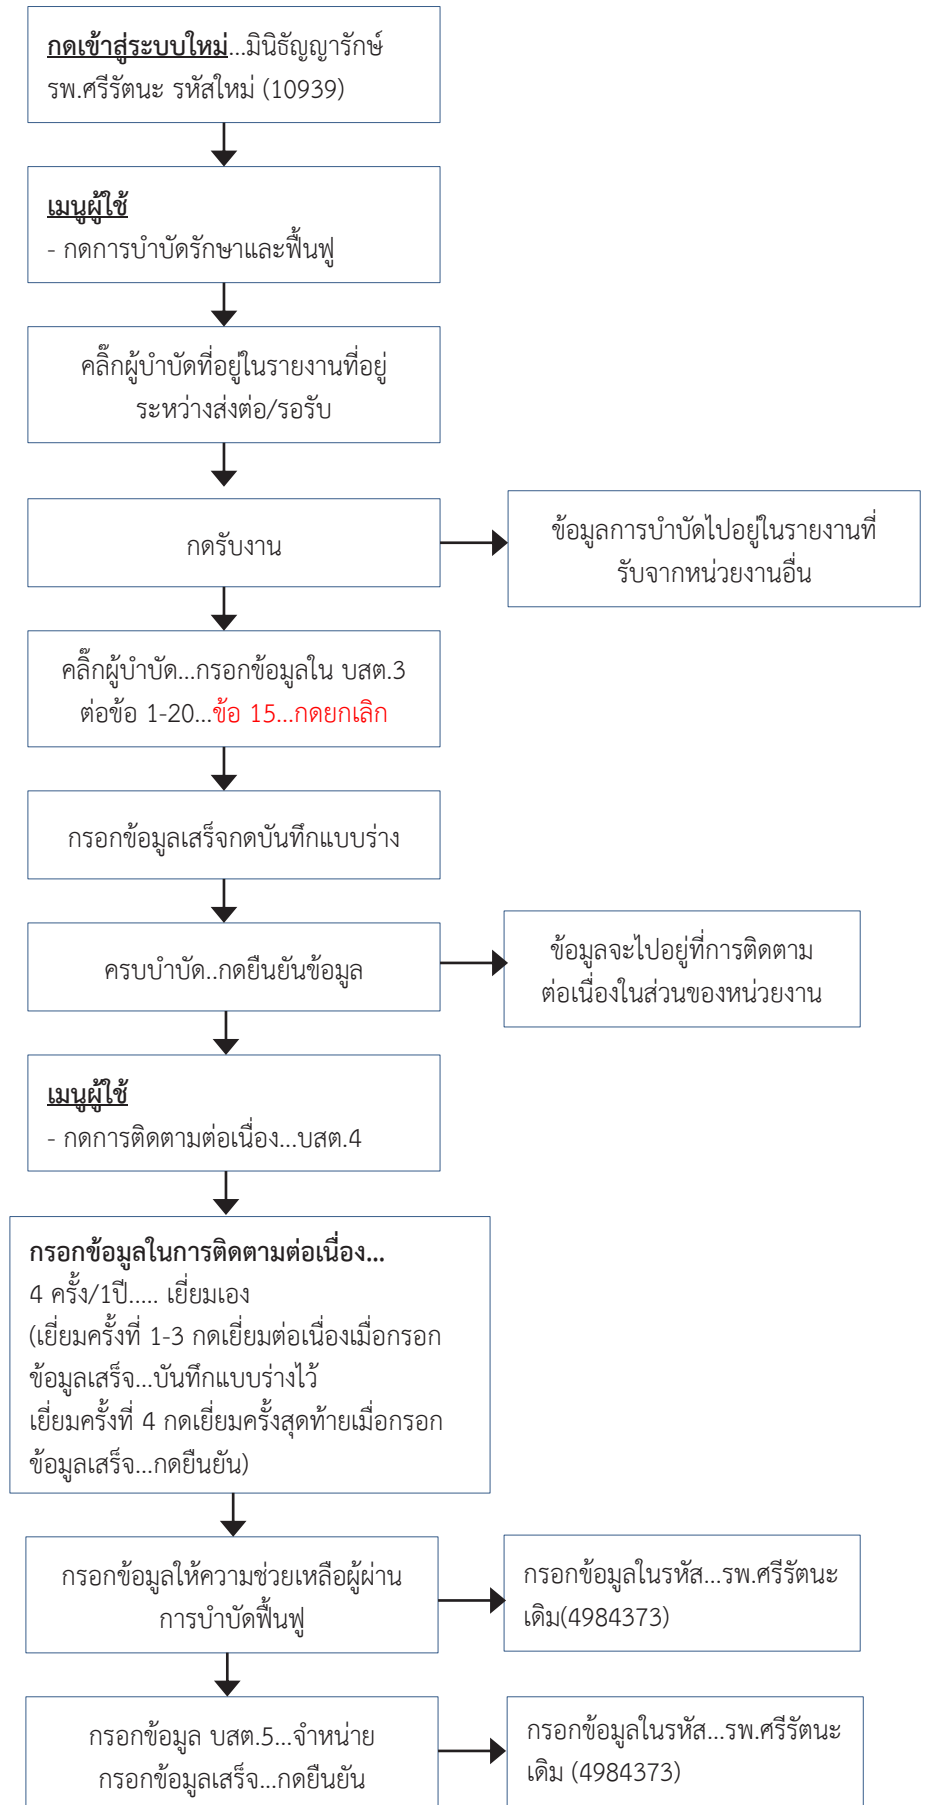 กดเข้าสู่ระบบใหม่...มินิธัญญารักษ์
รพ.ศรีรัตนะ รหัสใหม่ (10939)
เมนูผู้ใช้
- กดการบำบัดรักษาและฟื้นฟู
คลิ๊กผู้บำบัดที่อยู่ในรายงานที่อยู่
ระหว่างส่งต่อ/รอรับ
กดรับงาน
ข้อมูลการบำบัดไปอยู่ในรายงานที่
รับจากหน่วยงานอื่น
คลิ๊กผู้บำบัด...กรอกข้อมูลใน บสต.3
ต่อข้อ 1-20...ข้อ 15...กดยกเลิก
กรอกข้อมูลเสร็จกดบันทึกแบบร่าง
ครบบำบัด..กดยืนยันข้อมูล
ข้อมูลจะไปอยู่ที่การติดตาม
ต่อเนื่องในส่วนของหน่วยงาน
เมนูผู้ใช้
- กดการติดตามต่อเนื่อง...บสต.4
กรอกข้อมูลในการติดตามต่อเนื่อง...
4 ครั้ง/1ปี..... เยี่ยมเอง
(เยี่ยมครั้งที่ 1-3 กดเยี่ยมต่อเนื่องเมื่อกรอก
ข้อมูลเสร็จ...บันทึกแบบร่างไว้
เยี่ยมครั้งที่ 4 กดเยี่ยมครั้งสุดท้ายเมื่อกรอก
ข้อมูลเสร็จ...กดยืนยัน)
กรอกข้อมูลให้ความช่วยเหลือผู้ผ่าน
การบำบัดฟื้นฟู
กรอกข้อมูลในรหัส...รพ.ศรีรัตนะ
เดิม(4984373)
กรอกข้อมูล บสต.5...จำหน่าย
กรอกข้อมูลเสร็จ...กดยืนยัน
กรอกข้อมูลในรหัส...รพ.ศรีรัตนะ
เดิม (4984373)